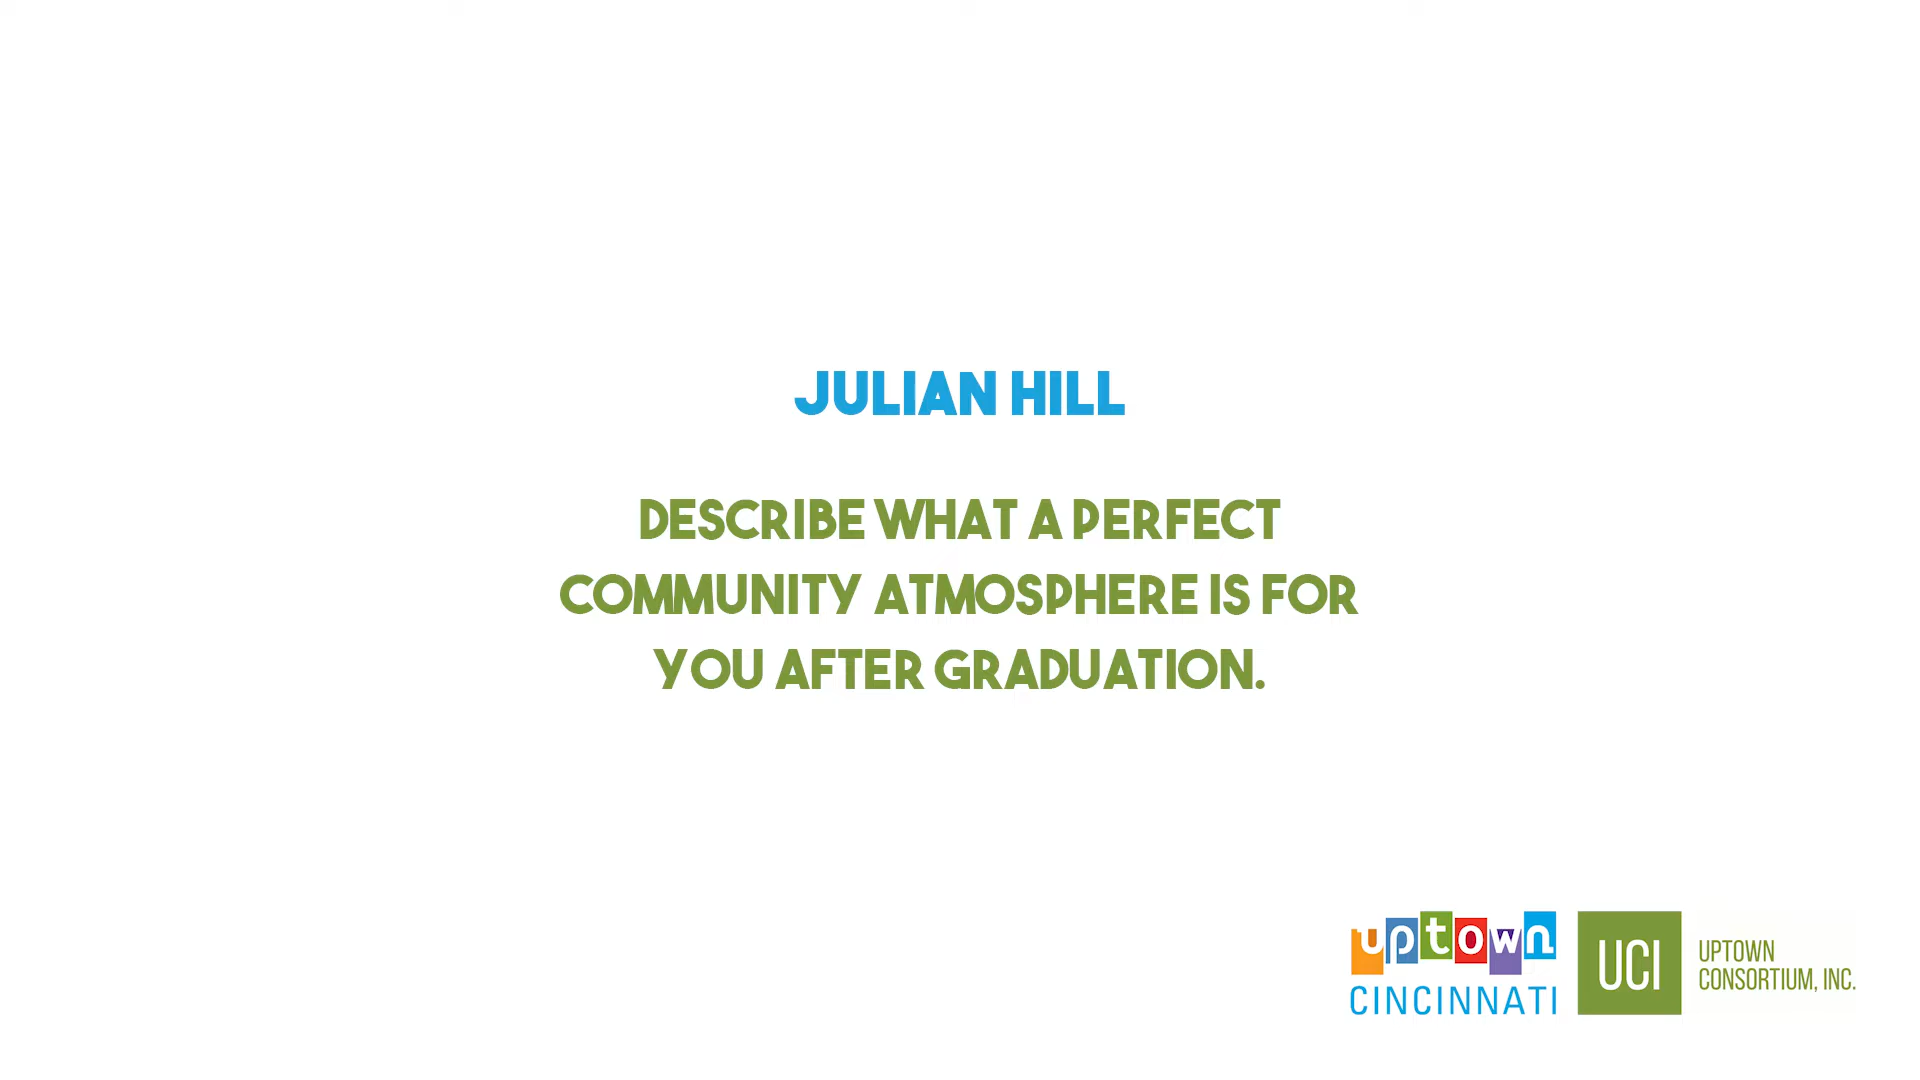 JULIAN HILL
DESCRIBE WHAT A PERFECT
COMMUNITY ATMOSPHERE IS FOR
YOU AFTER GRADUATION.
uptown
CINCINNATI
UCI
UPTOWN
CONSORTIUM, INC.